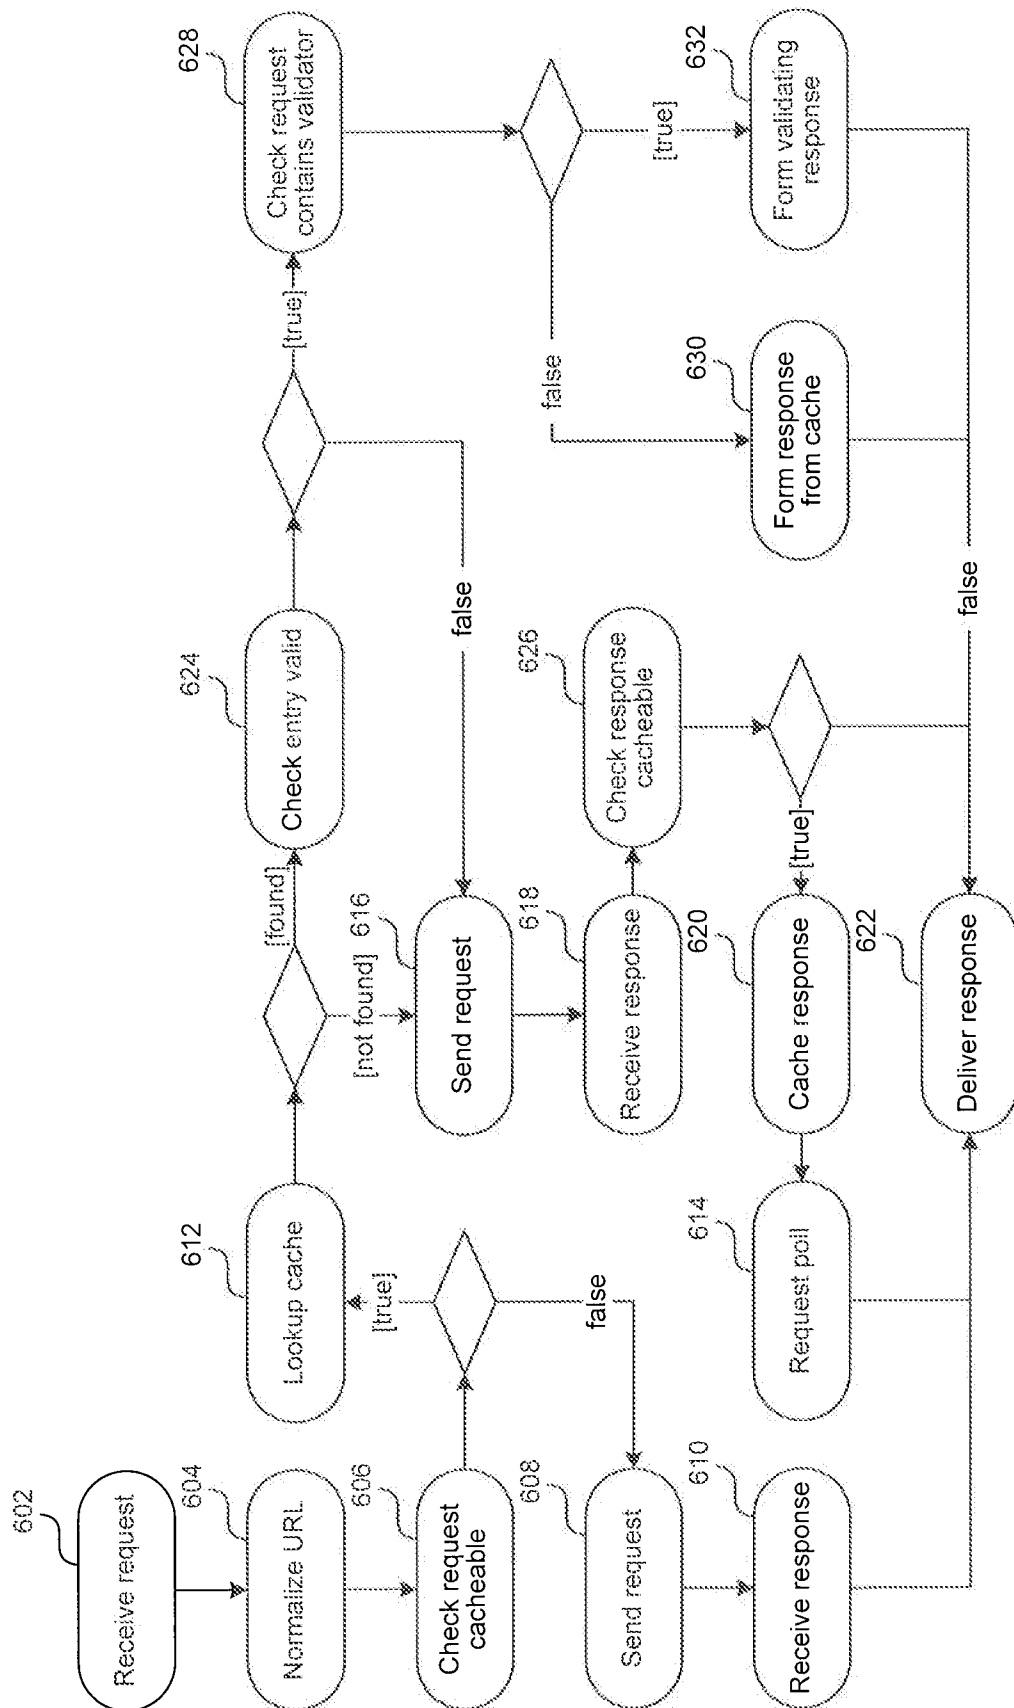 602
Receive request
604
Normalize URL
606
Check request
cacheable
[true]
false
608
Send request
610
Receive response
612
Lookup cache
[found]
[not found]
624
Check entry valid
[true]
false
628
Check request
contains validator
false
[true]
616
Send request
618
Receive response
626
Check response
cacheable
[true]
false
620
Cacher response
614
Request poll
630
Form response
from cache
632
Form validating
response
622
Deliver response